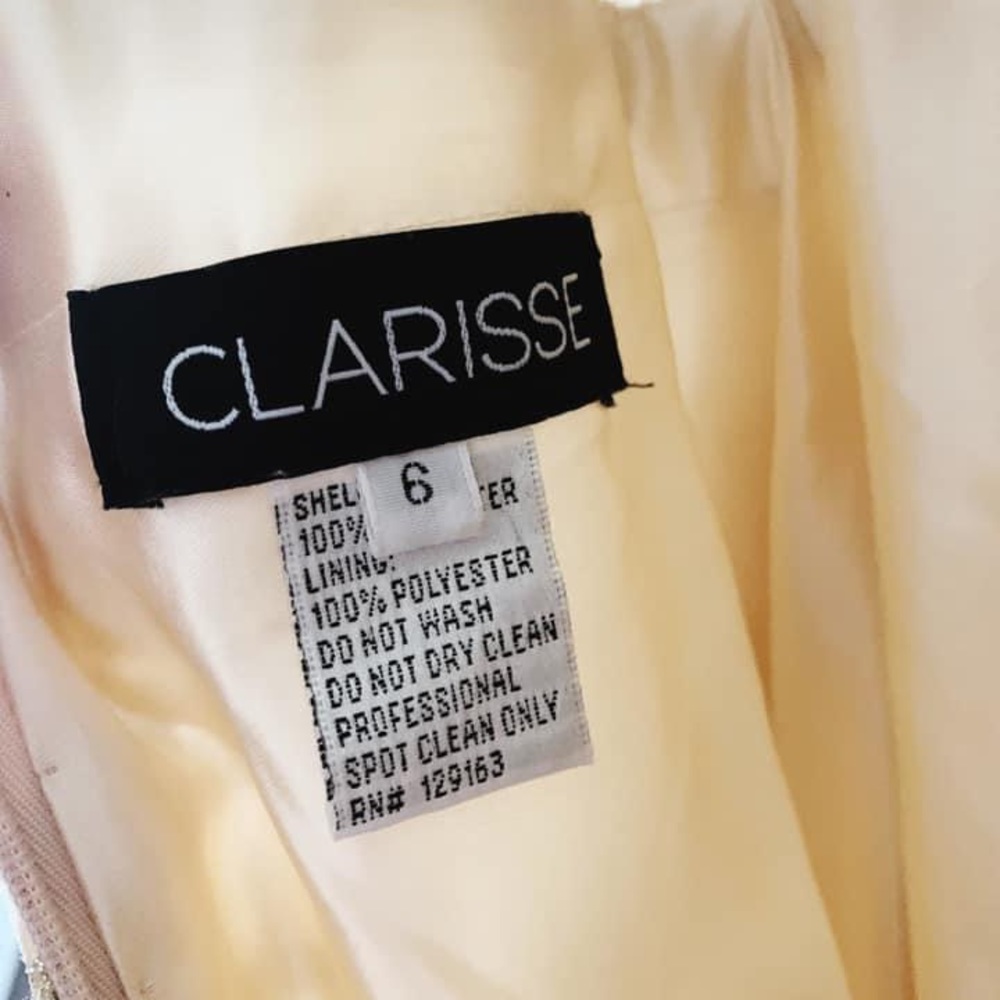 CLARISSE
6
SHEL ER
100%
LINING:
100% POLYESTER
DO NOT WASH
DO NOT DRY CLEAN
PROFESSIONAL
SPOT CLEAN ONLY
RN# 129163